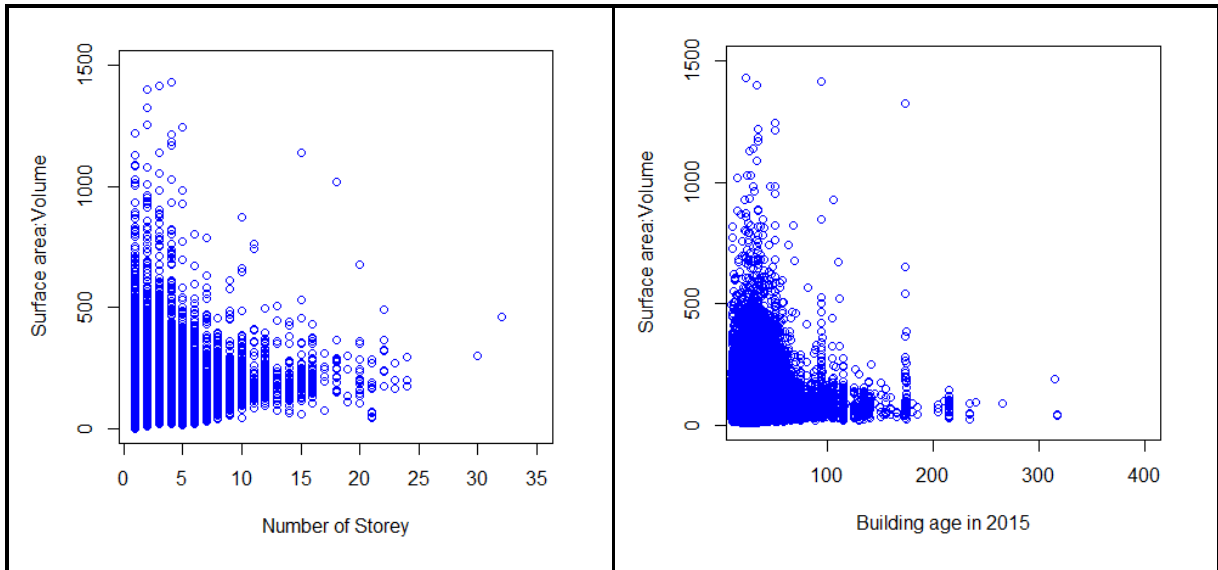 Surface area:Volume
1500
1000
500
0
0 5 10 15 20 25 30 35
Number of Storey
Surface area:Volume
1500
1000
500
0
100 200 300 400
Building age in 2015